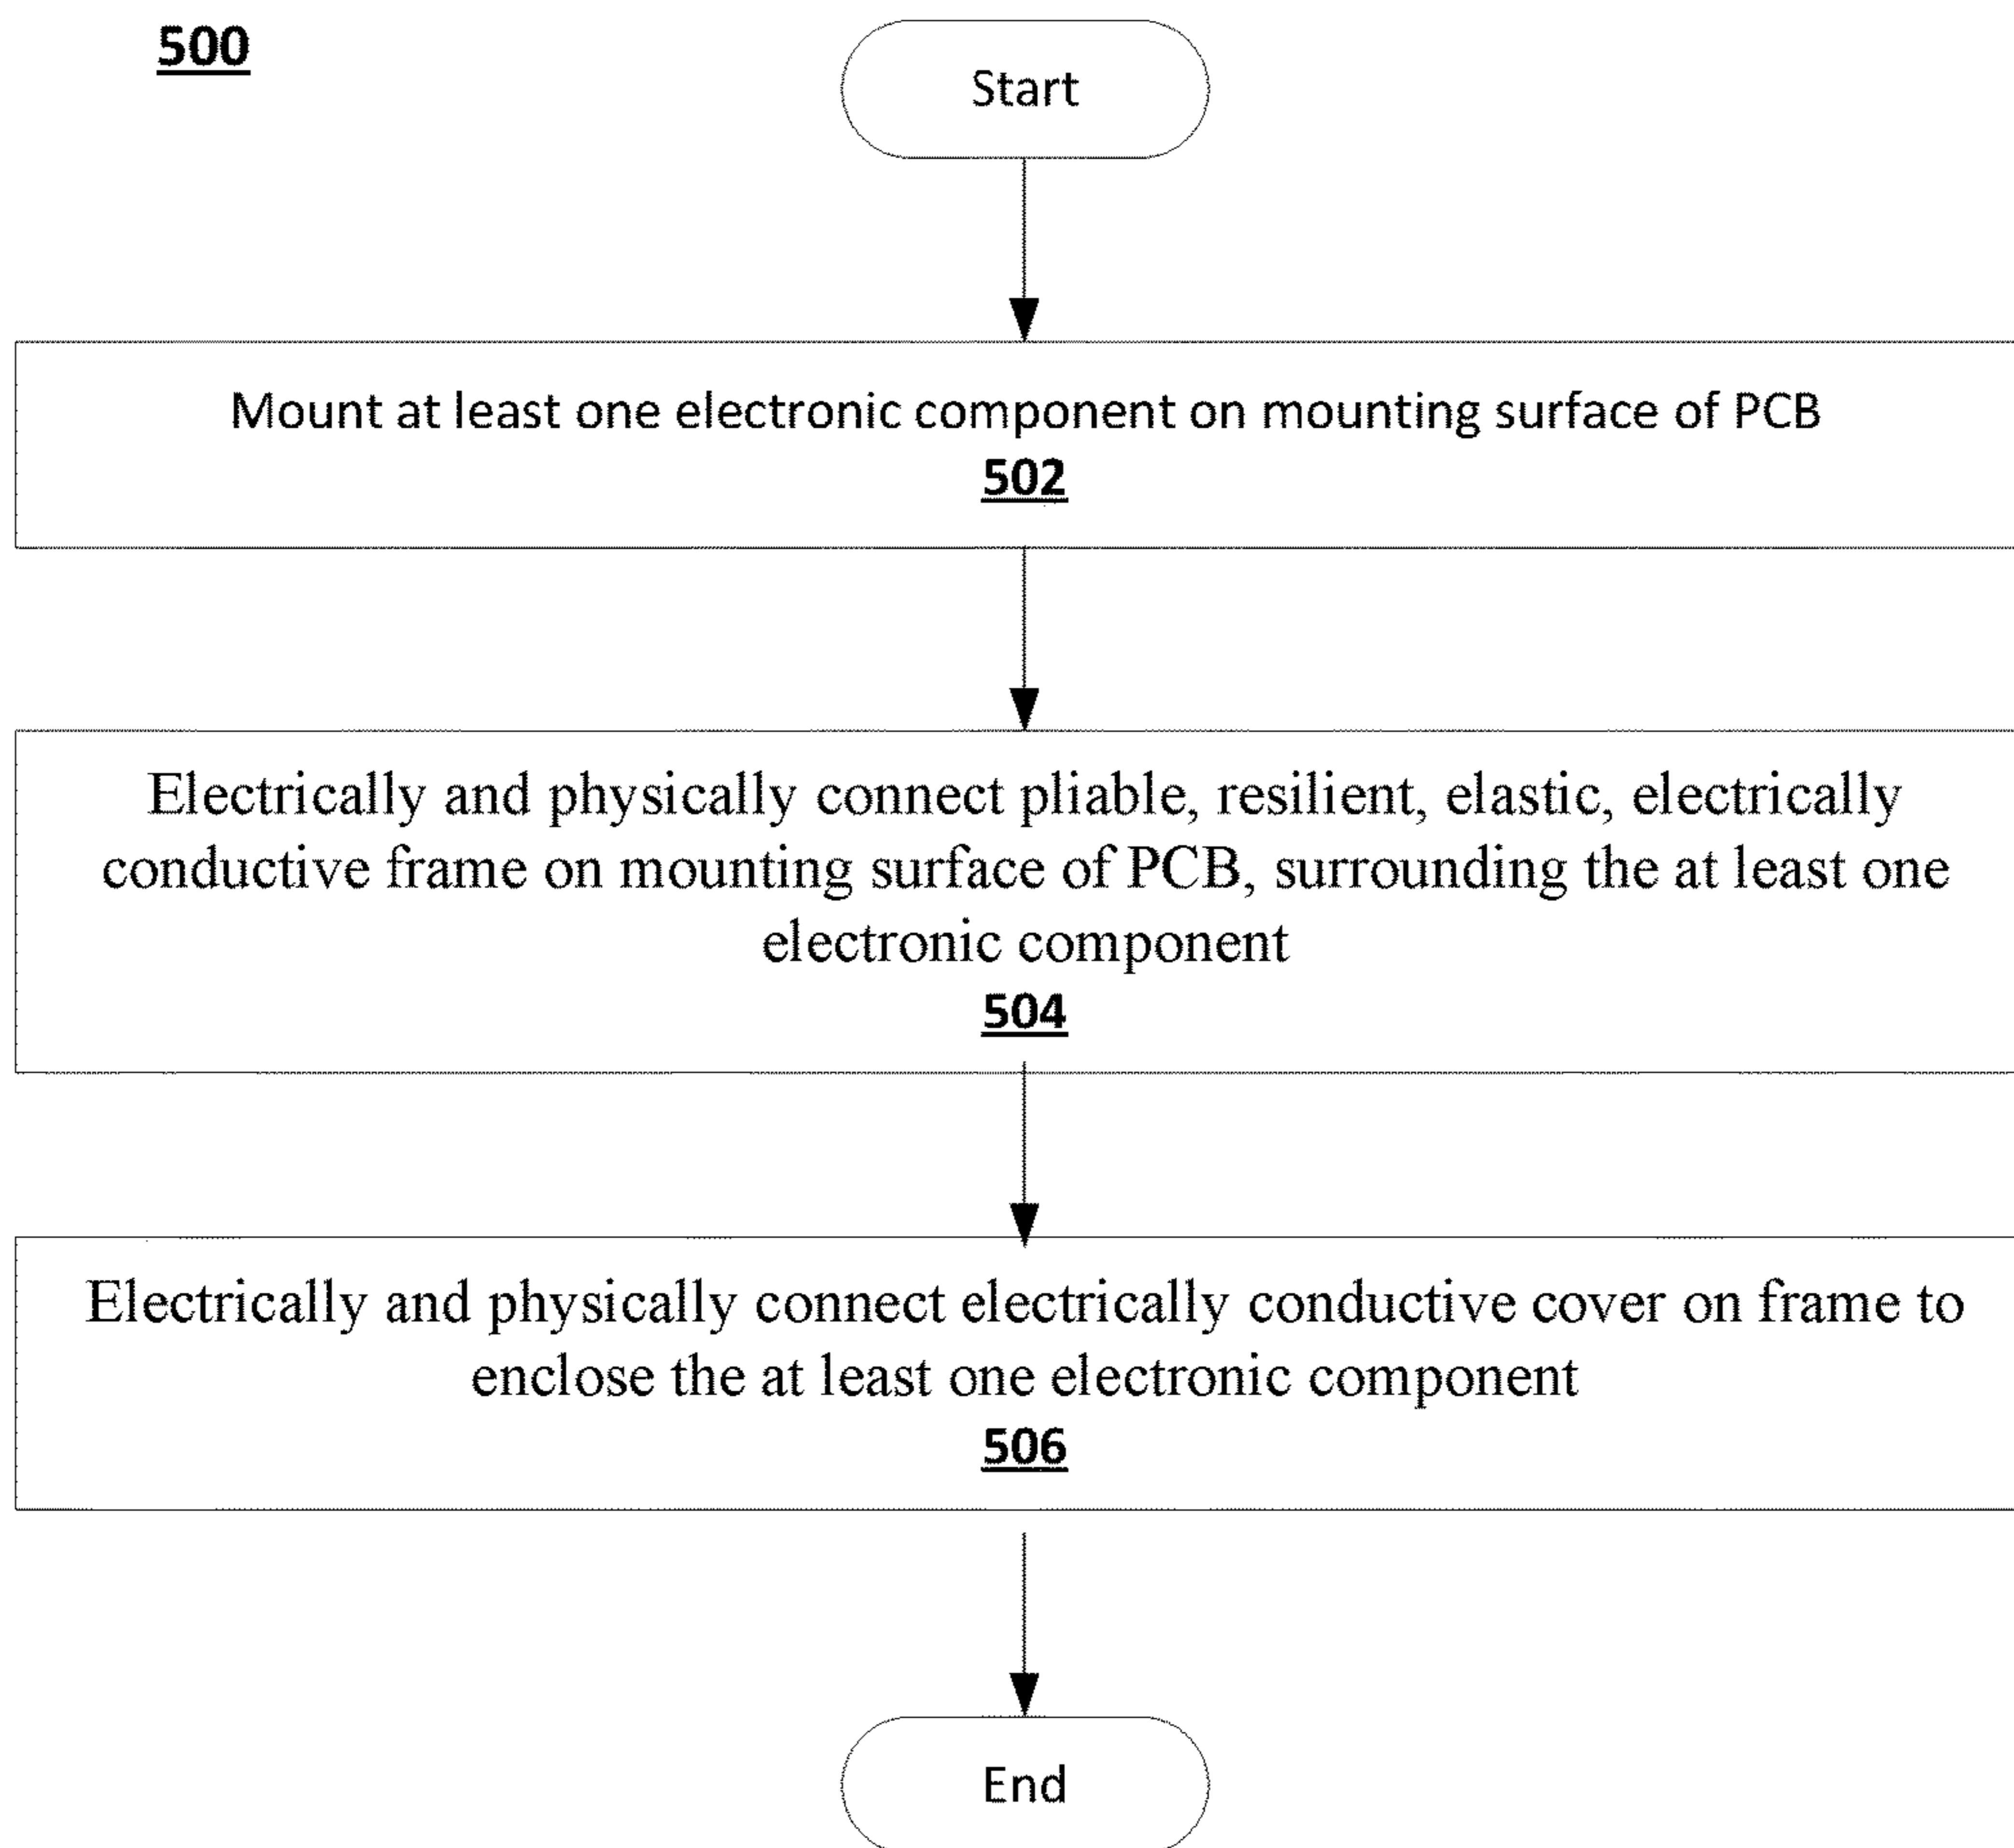 500
Start
Mount at least one electronic component on mounting surface of PCB
502
Electrically and physically connect pliable, resilient, elastic, electrically
conductive frame on mounting surface of PCB, surrounding the at least one
electronic component
504
Electrically and physically connect electrically conductive cover on frame to
enclose the at least one electronic component
506
End